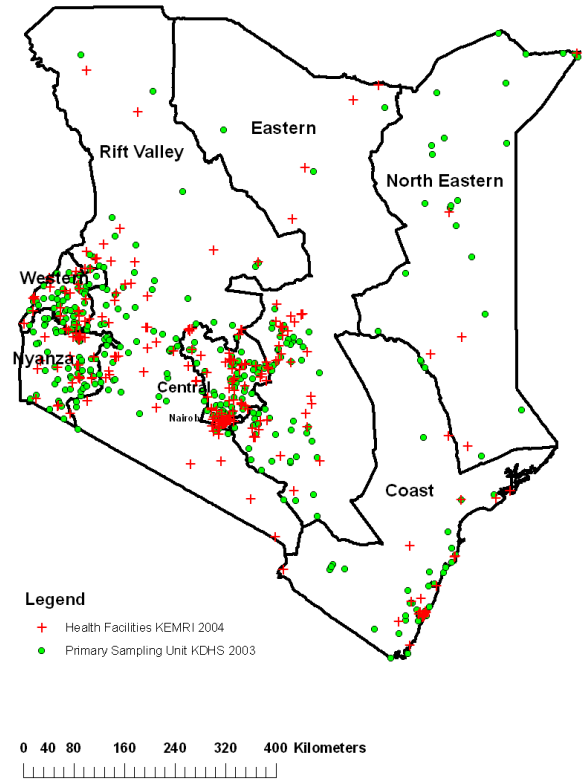 Eastern
Rift Valley
North Eastern
Western
Nyanza
Central
Nairobi
Coast
Legend
Health Facilities KEMRI 2004
Primary Sampling Unit KDHS 2003
0 40 80 160 240 320 400 Kilometers